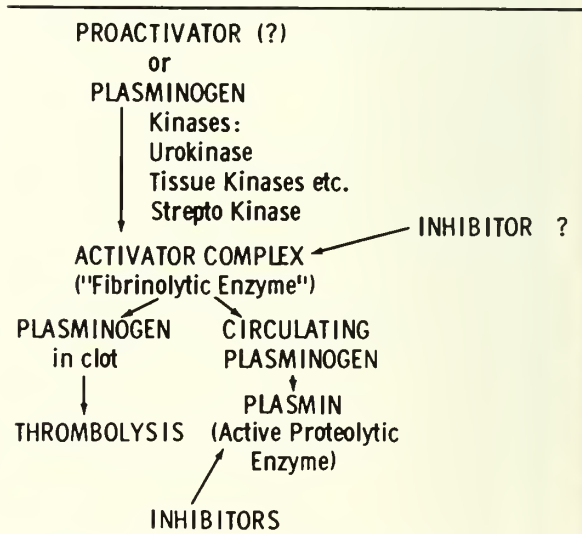 PROACTIVATOR (?)
or
PLASMINOGEN
Kinases:
Urokinase
Tissue Kinases etc.
Strepto Kinase
INHIBITOR ?
ACTIVATOR COMPLEX
("Fibrinolytic Enzyme")
PLASMINOGEN
in clot
CIRCULATING
PLASMINOGEN
THROMBOLYSIS
PLASMIN
(Active Proteolytic
Enzyme)
INHIBITORS